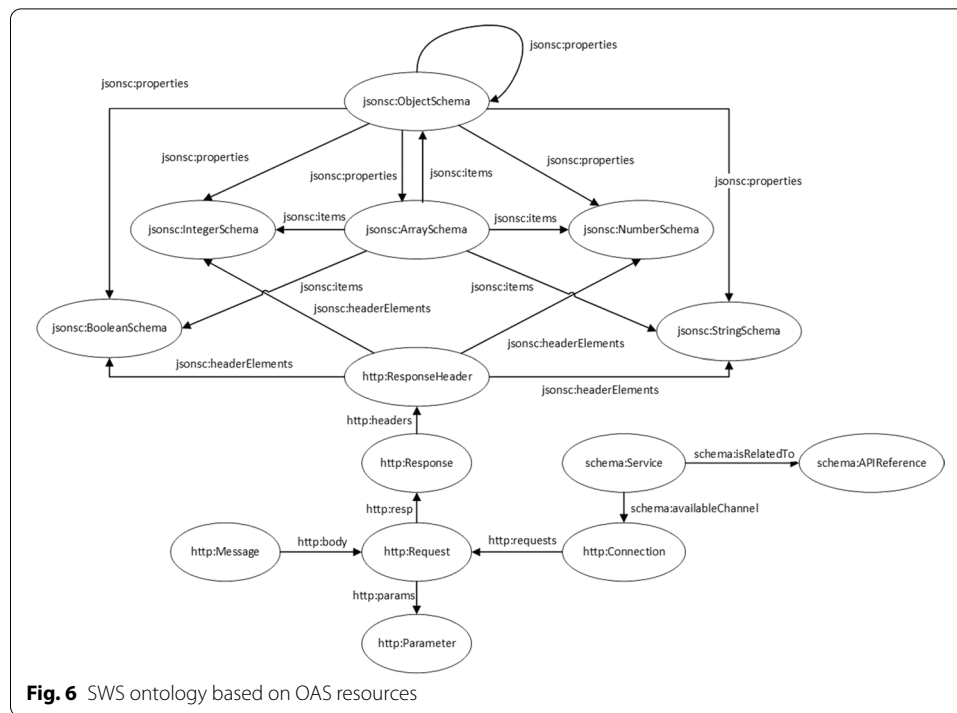 jsonsc:properties
jsonsc:properties
jsonsc:ObjectSchema
jsonsc:properties
jsonsc:properties
jsonsc:items
jsonsc:properties
jsonsc:properties
jsonsc:IntegerSchema
jsonsc:items
jsonsc:ArraySchema
jsonsc:items
jsonsc:NumberSchema
jsonsc:items
jsonsc:items
jsonsc:headerElements
jsonsc:BooleanSchema
jsonsc:StringSchema
jsonsc:headerElements
jsonsc:headerElements
http:ResponseHeader
jsonsc:headerElements
http:headers
http:Response
schema:Service
schema:isRelatedTo
schema:APIReference
http:resp
schema:availableChannel
http:Message
http:body
http:Request
http:requests
http:Connection
http:params
http:Parameter
Fig. 6 SWS ontology based on OAS resources